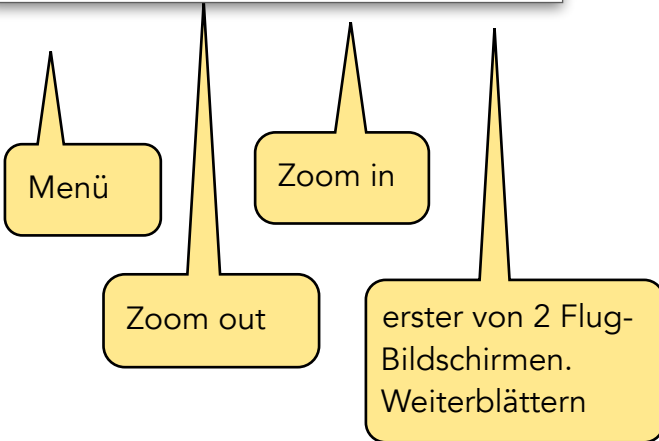 Menü
Zoom in
Zoom out
erster von 2 Flug-
Bildschirmen.
Weiterblättern